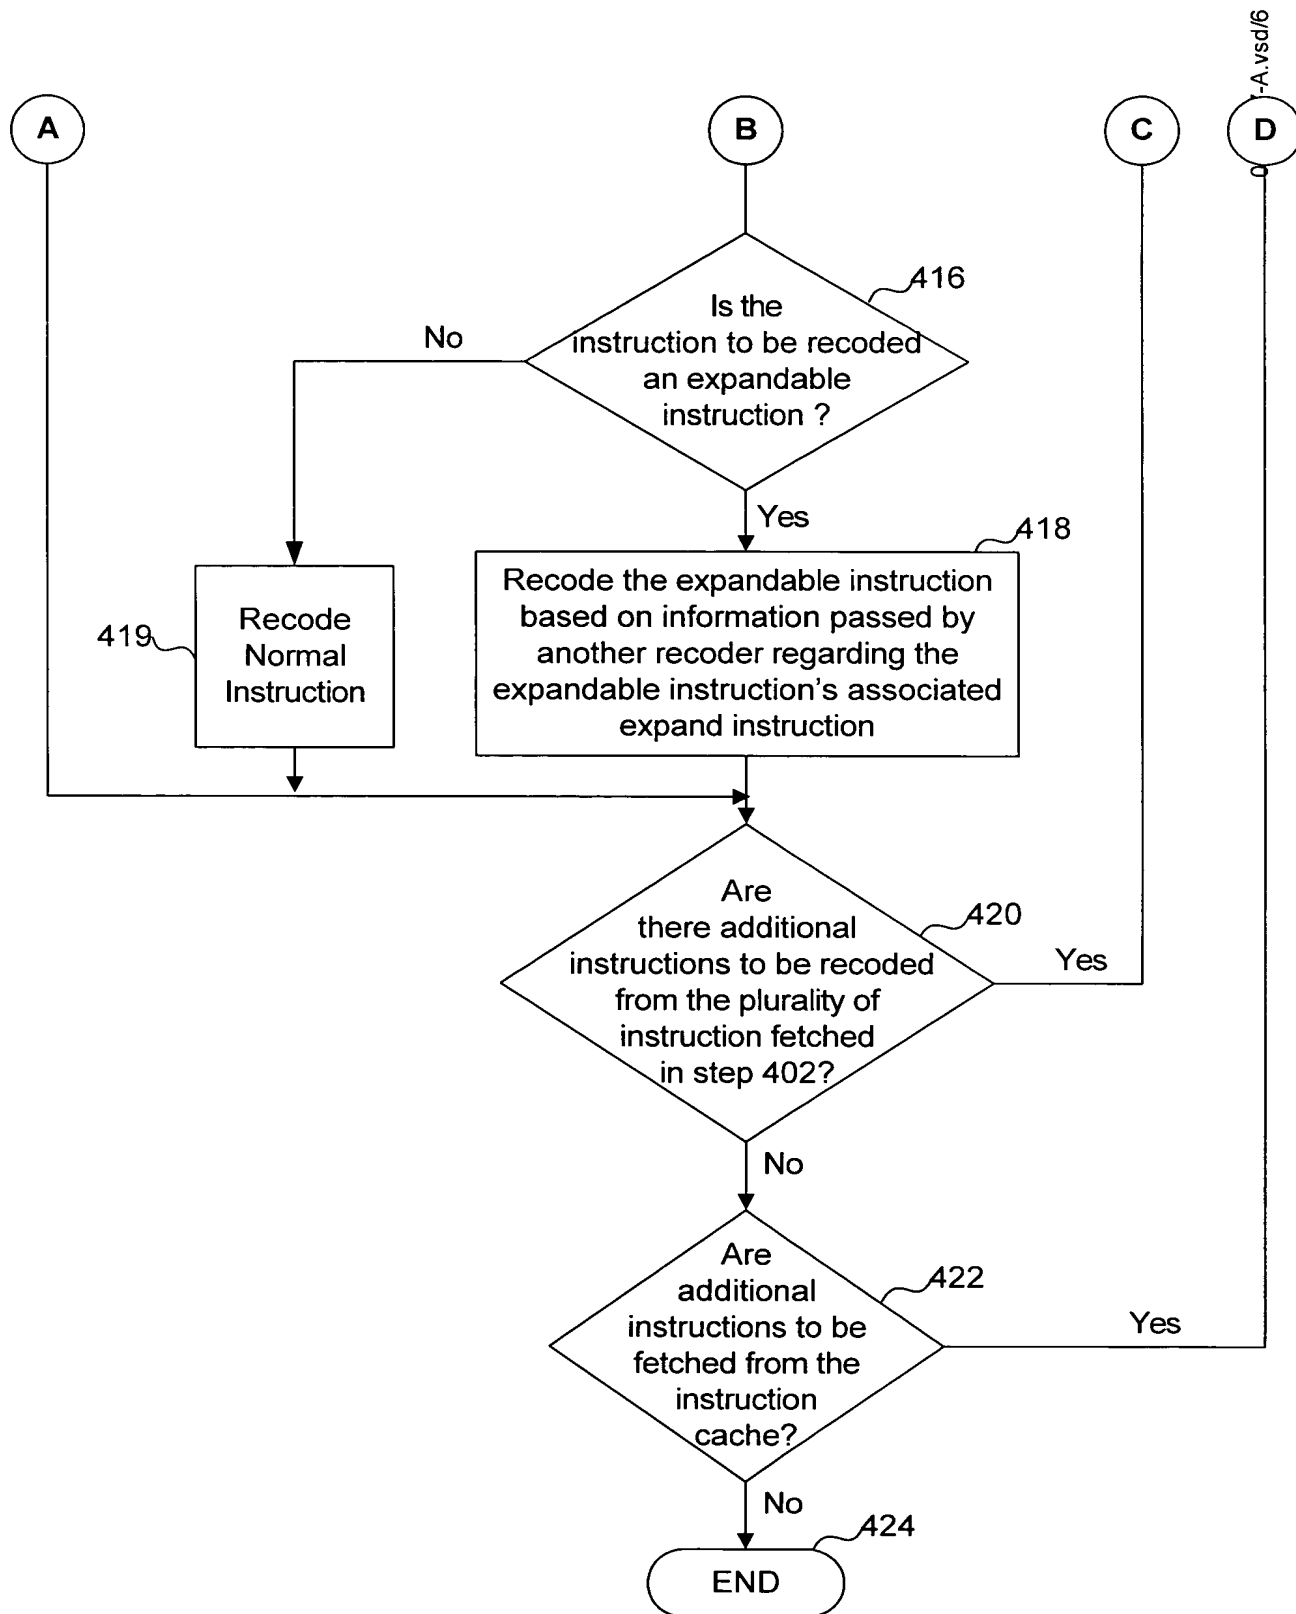 -A.vsd/6
A
B
C
D
0
416
Is the
instruction to be recoded
an expandable
instruction ?
No
Yes
418
Recode the expandable instruction
based on information passed by
another recoder regarding the
expandable instruction's associated
expand instruction
419
Recode
Normal
Instruction
420
Are
there additional
instructions to be recoded
from the plurality of
instruction fetched
in step 402?
Yes
No
422
Are
additional
instructions to be
fetched from the
instruction
cache?
Yes
No
424
END